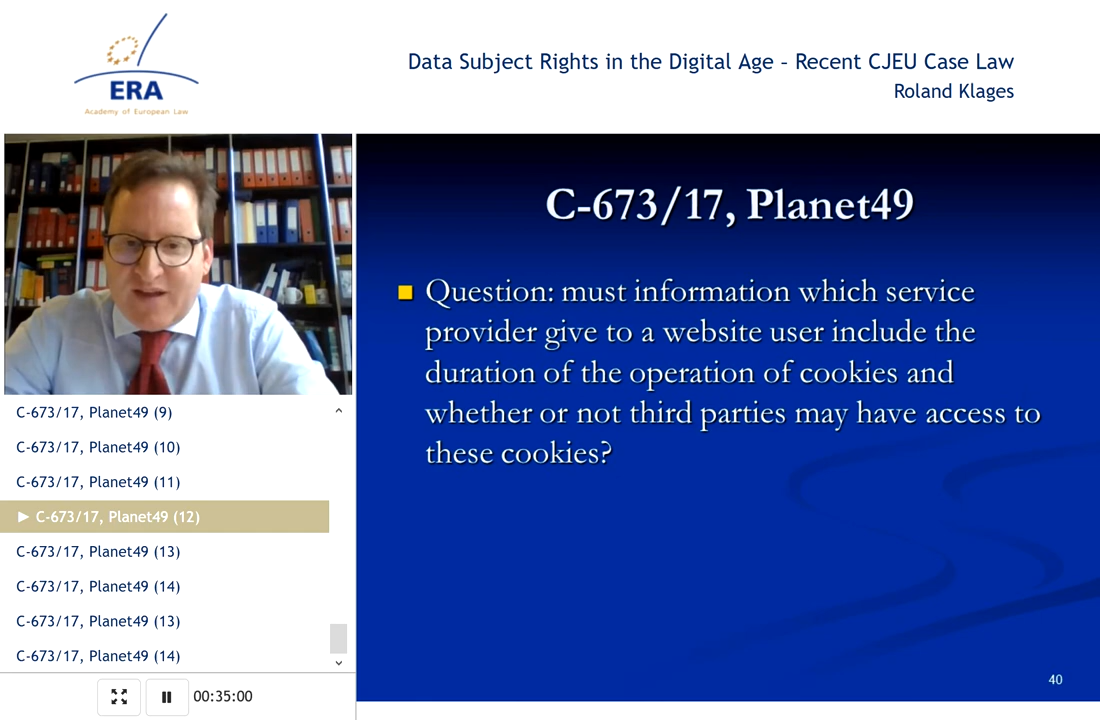 ERA
Academy of European Law
Data Subject Rights in the Digital Age - Recent CJEU Case Law
Roland Klages
C-673/17, Planet49
Question: must information which service
provider give to a website user include the
duration of the operation of cookies and
whether or not third parties may have access to
these cookies?
40
C-673/17, Planet49 (9)
C-673/17, Planet49 (10)
C-673/17, Planet49 (11)
► C-673/17, Planet49 (12)
C-673/17, Planet49 (13)
C-673/17, Planet49 (14)
C-673/17, Planet49 (13)
C-673/17, Planet49 (14)
00:35:00